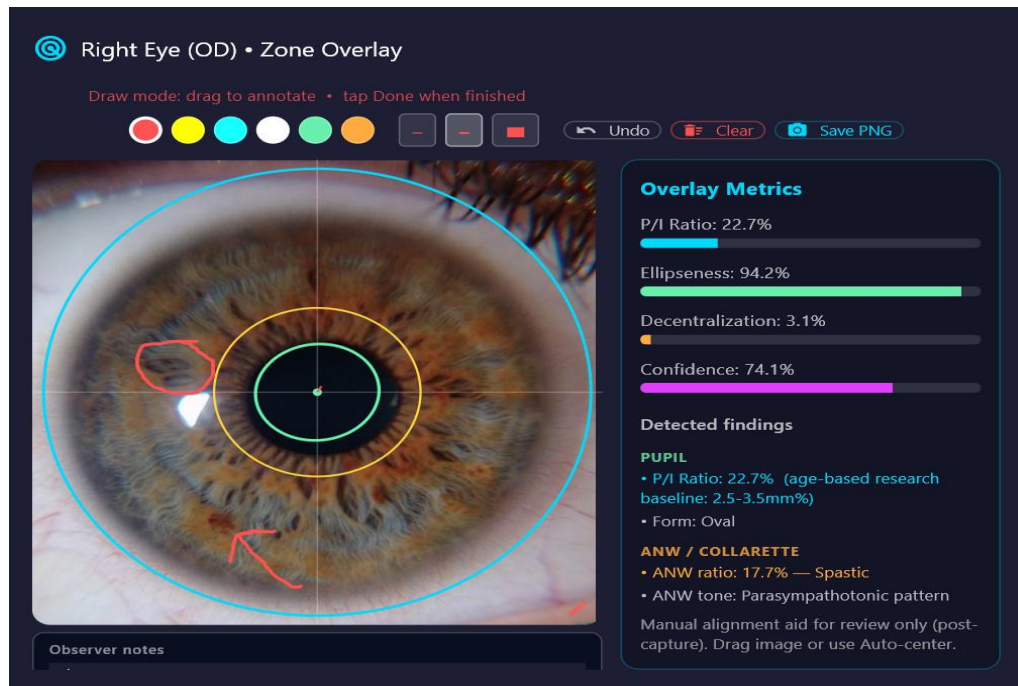 Right Eye (OD) • Zone Overlay
Draw mode: drag to annotate • tap Done when finished
Undo
Clear
Save PNG
Overlay Metrics
P/I Ratio: 22.7%
Ellipseness: 94.2%
Decentralization: 3.1%
Confidence: 74.1%
Detected findings
PUPIL
• P/I Ratio: 22.7% (age-based research
baseline: 2.5-3.5mm%)
• Form: Oval
ANW / COLLARETTE
• ANW ratio: 17.7% — Spastic
• ANW tone: Parasympathotonic pattern
Manual alignment aid for review only (post-
capture). Drag image or use Auto-center.
Observer notes